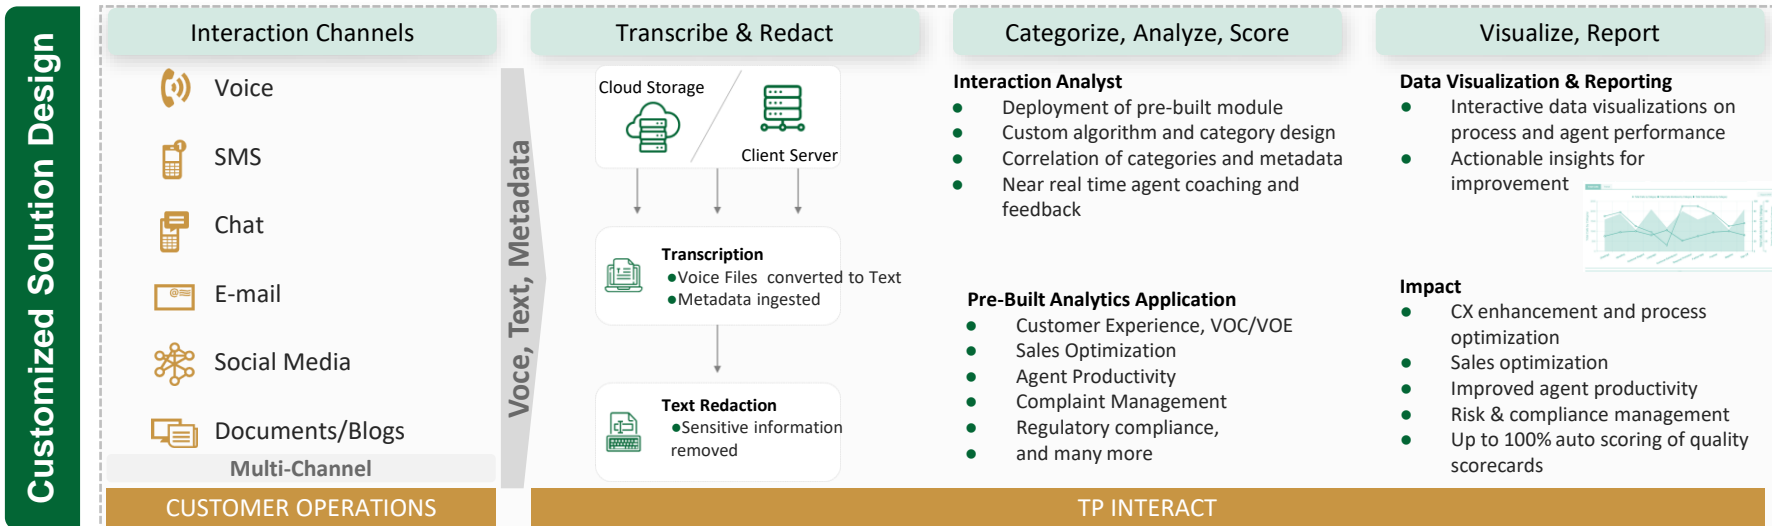 Customized Solution Design
Interaction Channels
Voice
SMS
Chat
E-mail
Social Media
Documents/Blogs
Multi-Channel
CUSTOMER OPERATIONS
Voce, Text, Metadata
Transcribe & Redact
Cloud Storage
Client Server
Transcription
●Voice Files converted to Text
●Metadata ingested
Text Redaction
●Sensitive information
removed
Categorize, Analyze, Score
Interaction Analyst
● Deployment of pre-built module
● Custom algorithm and category design
● Correlation of categories and metadata
● Near real time agent coaching and
feedback
Pre-Built Analytics Application
● Customer Experience, VOC/VOE
● Sales Optimization
● Agent Productivity
● Complaint Management
● Regulatory compliance,
● and many more
Visualize, Report
Data Visualization & Reporting
● Interactive data visualizations on
process and agent performance
● Actionable insights for
improvement
Impact
● CX enhancement and process
optimization
● Sales optimization
● Improved agent productivity
● Risk & compliance management
● Up to 100% auto scoring of quality
scorecards
TP INTERACT